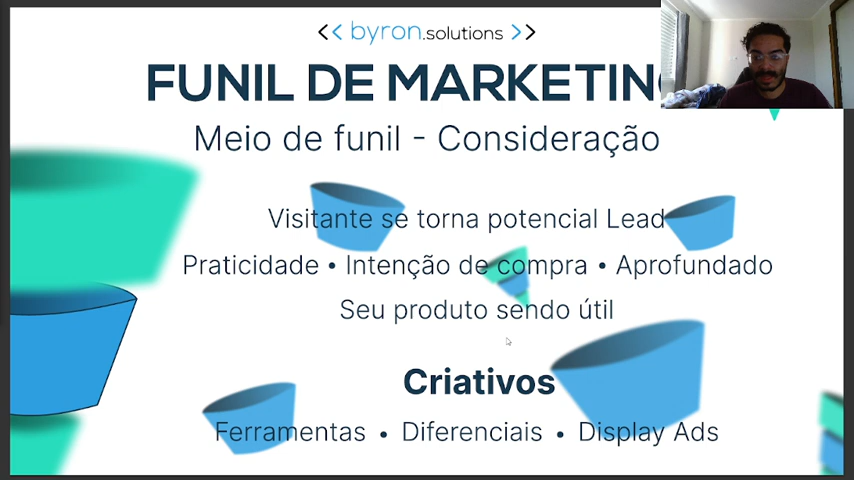 << byron.solutions >>
FUNIL DE MARKETIN
Meio de funil - Consideração
Visitante se torna potencial Lead
Praticidade • Intenção de compra • Aprofundado
Seu produto sendo útil
Criativos
Ferramentas • Diferenciais • Display Ads